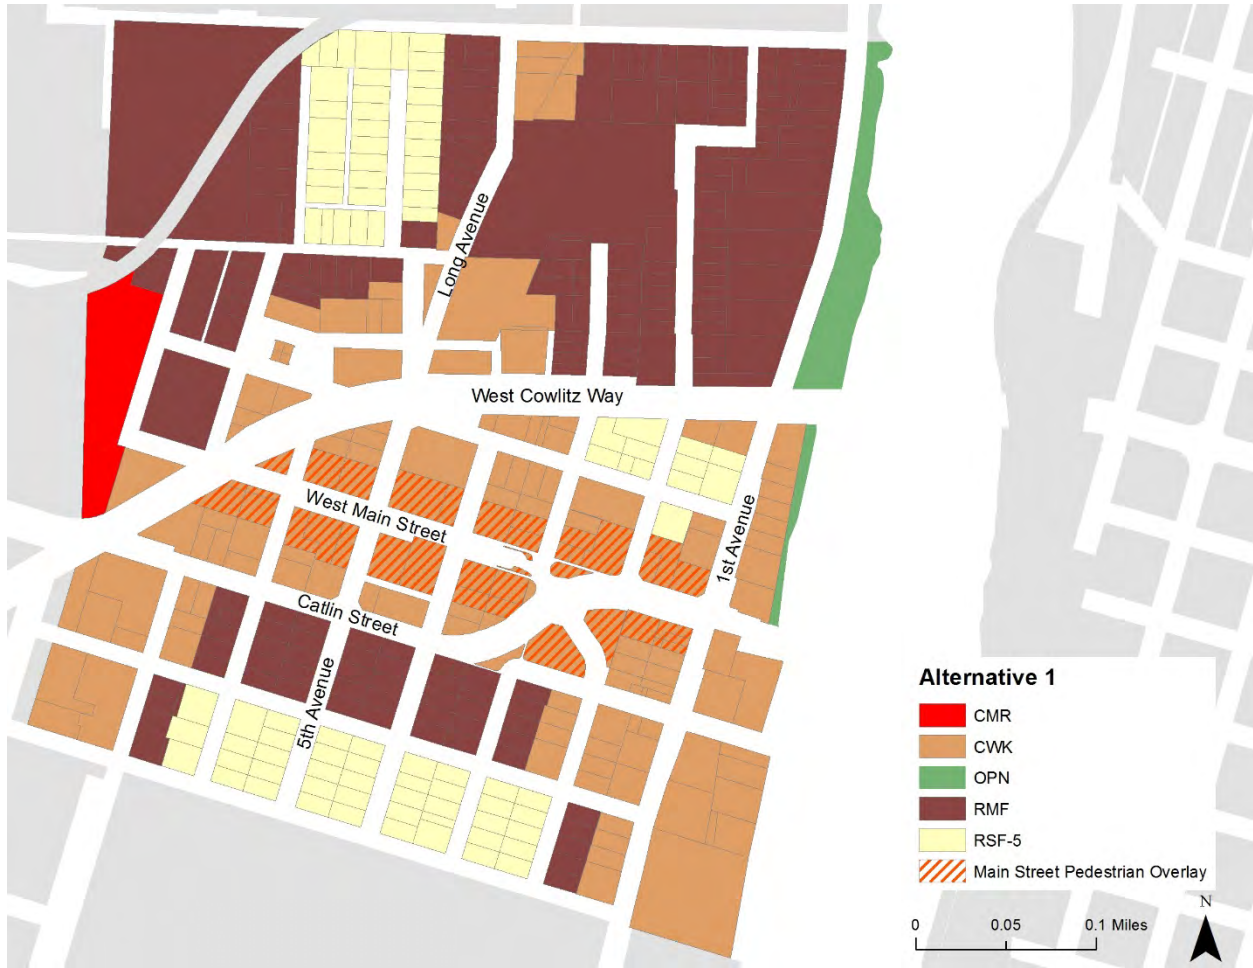 Long Avenue
West Cowlitz Way
West Main Street
1st Avenue
Catlin Street
5th Avenue
Alternative 1
CMR
CWK
OPN
RMF
RSF-5
Main Street Pedestrian Overlay
N
0 0.05 0.1 Miles